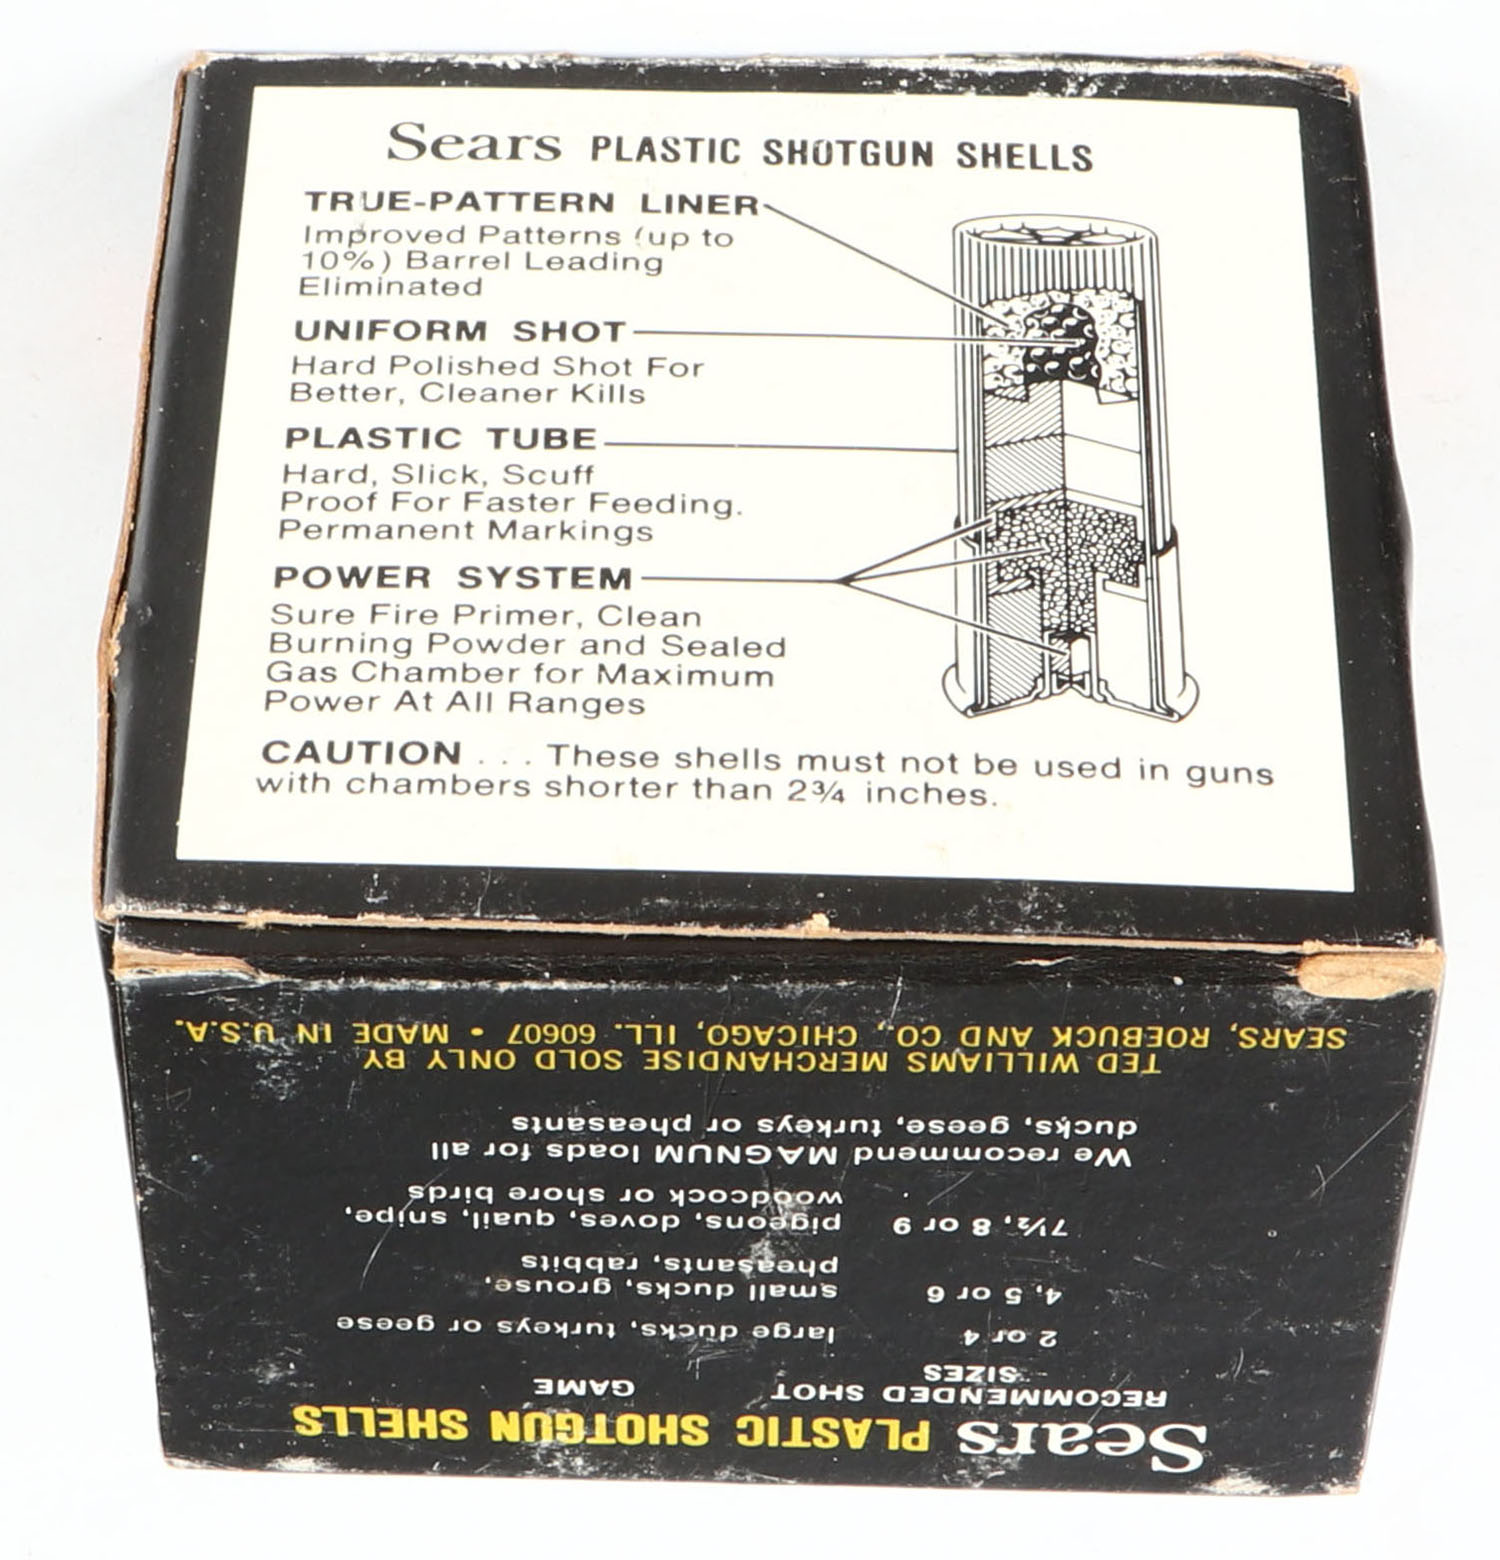 Sears PLASTIC SHOTGUN SHELLS
TRUE-PATTERN LINER
Improved Patterns (up to
10%) Barrel Leading
Eliminated
UNIFORM SHOT
Hard Polished Shot For
Better, Cleaner Kills
PLASTIC TUBE
Hard, Slick, Scuff
Proof For Faster Feeding.
Permanent Markings
POWER SYSTEM
Sure Fire Primer, Clean
Burning Powder and Sealed
Gas Chamber for Maximum
Power At All Ranges
CAUTION . . . These shells must not be used in guns
with chambers shorter than 2¾ inches.
Sears PLASTIC SHOTGUN SHELLS
RECOMMENDED SHOT GAME
SIZES
2 or 4 large ducks, turkeys or geese
4, 5 or 6 small ducks, grouse,
pheasants, rabbits
7½, 8 or 9 pigeons, doves, quail, snipe,
woodcock or shore birds
We recommend MAGNUM loads for all
ducks, geese, turkeys or pheasants
TED WILLIAMS MERCHANDISE SOLD ONLY BY
SEARS, ROEBUCK AND CO., CHICAGO, ILL. 60607 • MADE IN U.S.A.